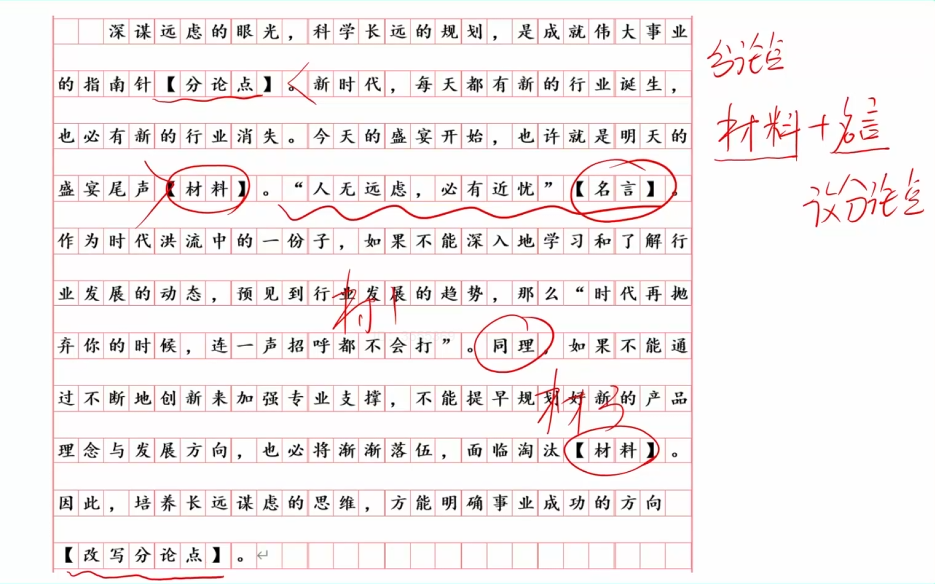 深谋远虑的眼光，科学长远的规划，是成就伟大事业
的指南针【分论点】。新时代，每天都有新的行业诞生，
也必有新的行业消失。今天的盛宴开始，也许就是明天的
盛宴尾声【材料】。“人无远虑，必有近忧”【名言】。
作为时代洪流中的一份子，如果不能深入地学习和了解行
业发展的动态，预见到行业发展的趋势，那么“时代再抛
弃你的时候，连一声招呼都不会打”。同理，如果不能通
过不断地创新来加强专业支撑，不能提早规划好新的产品
理念与发展方向，也必将渐渐落伍，面临淘汰【材料】。
因此，培养长远谋虑的思维，方能明确事业成功的方向
【改写分论点】。
分论点
材料+名言
议分论点
材1
材3